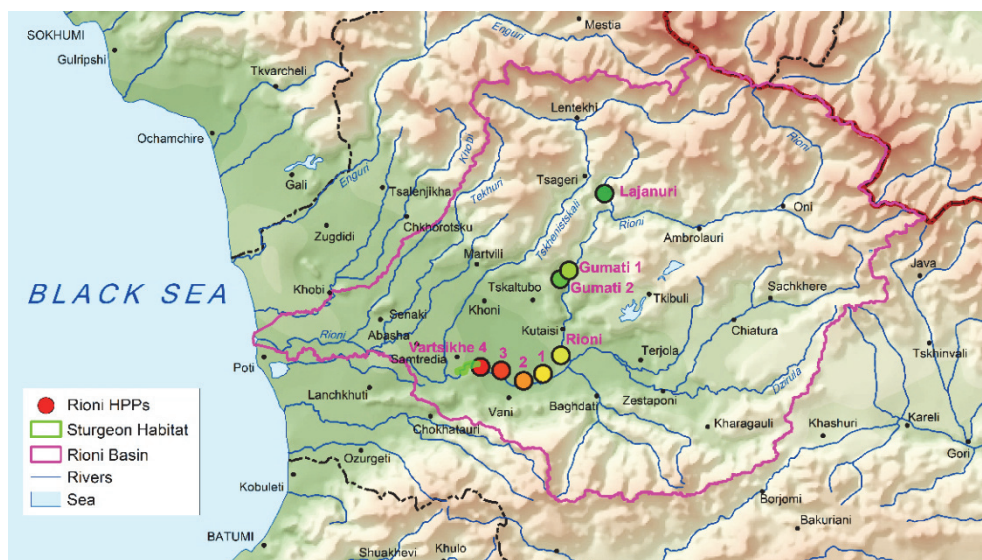 SOKHUMI
Gulripshi
Tkvarcheli
Enguri
Mestia
Ochamchire
Lentekhi
Khobi
Rioni
Gali
Enguri
Tsalenjikha
Tekhuri
Tsageri
Tskhenistskali
Lajanuri
Oni
Zugdidi
Chkhorotsku
Rioni
Ambrolauri
Martvili
Gumati 1
Java
BLACK SEA
Khobi
Tskaltubo
Gumati 2
Tkibuli
Sachkhere
Senaki
Khoni
Rioni
Abasha
Kutaisi
Rioni
Chiatura
Tskhinvali
Poti
Samtredia
Vartsikhe 4
3
2
1
Terjola
Dzirula
Lanchkhuti
Vani
Baghdati
Zestaponi
Rioni HPPs
Sturgeon Habitat
Rioni Basin
Rivers
Sea
Chokhatauri
Kharagauli
Khashuri
Kareli
Gori
Ozurgeti
Kobuleti
Borjomi
Bakuriani
BATUMI
Shuakhevi
Khulo